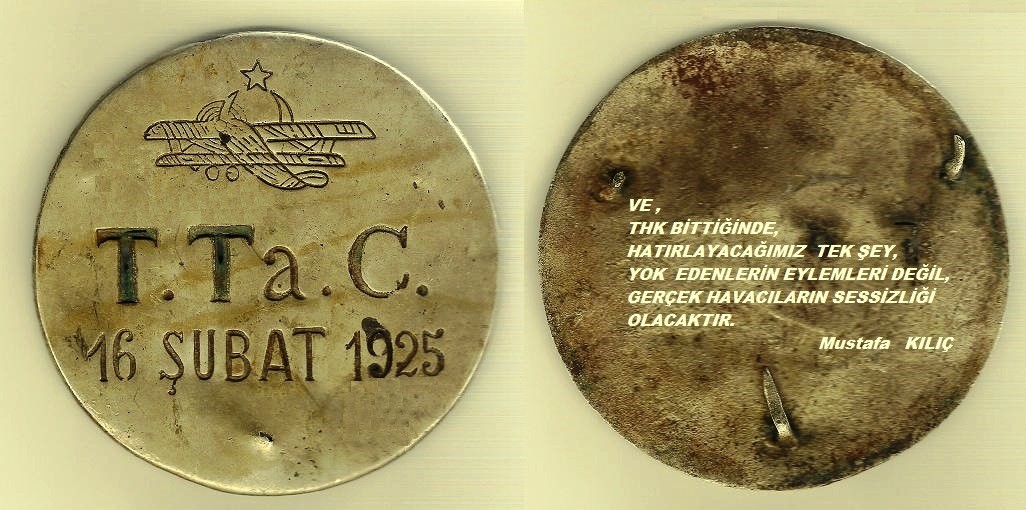 T.Ta.C.
16 ŞUBAT 1925
VE ,
THK BİTTİĞİNDE,
HATIRLAYACAĞIMIZ TEK ŞEY,
YOK EDENLERİN EYLEMLERİ DEĞİL,
GERÇEK HAVACILARIN SESSİZLİĞİ
OLACAKTIR.
Mustafa KILIÇ